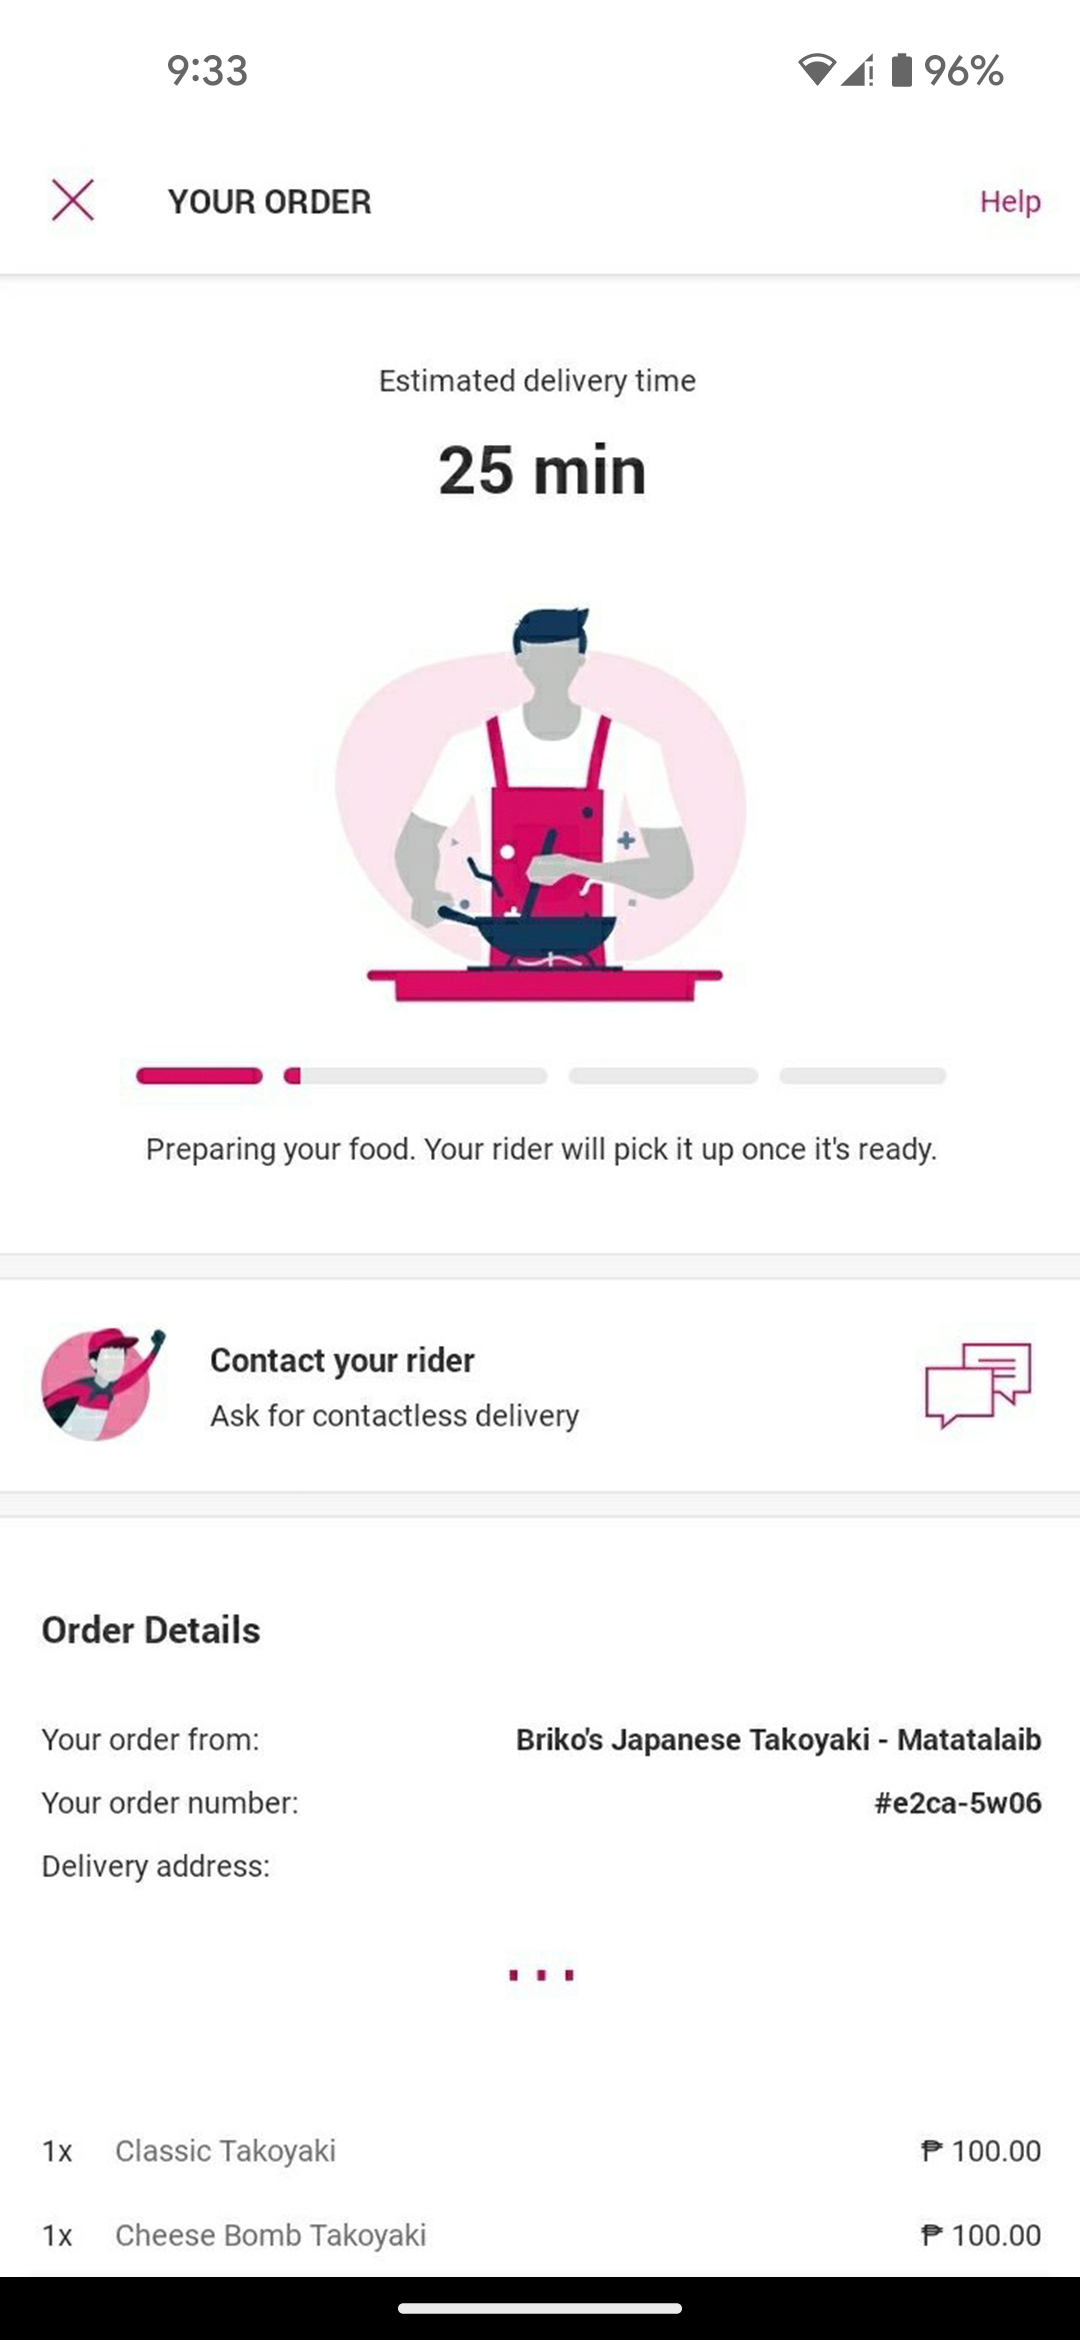 9:33 96%
YOUR ORDER Help
Estimated delivery time
25 min
Preparing your food. Your rider will pick it up once it's ready.
Contact your rider
Ask for contactless delivery
Order Details
Your order from: Briko's Japanese Takoyaki - Matatalaib
Your order number: #e2ca-5w06
Delivery address:
1x Classic Takoyaki ₱ 100.00
1x Cheese Bomb Takoyaki ₱ 100.00